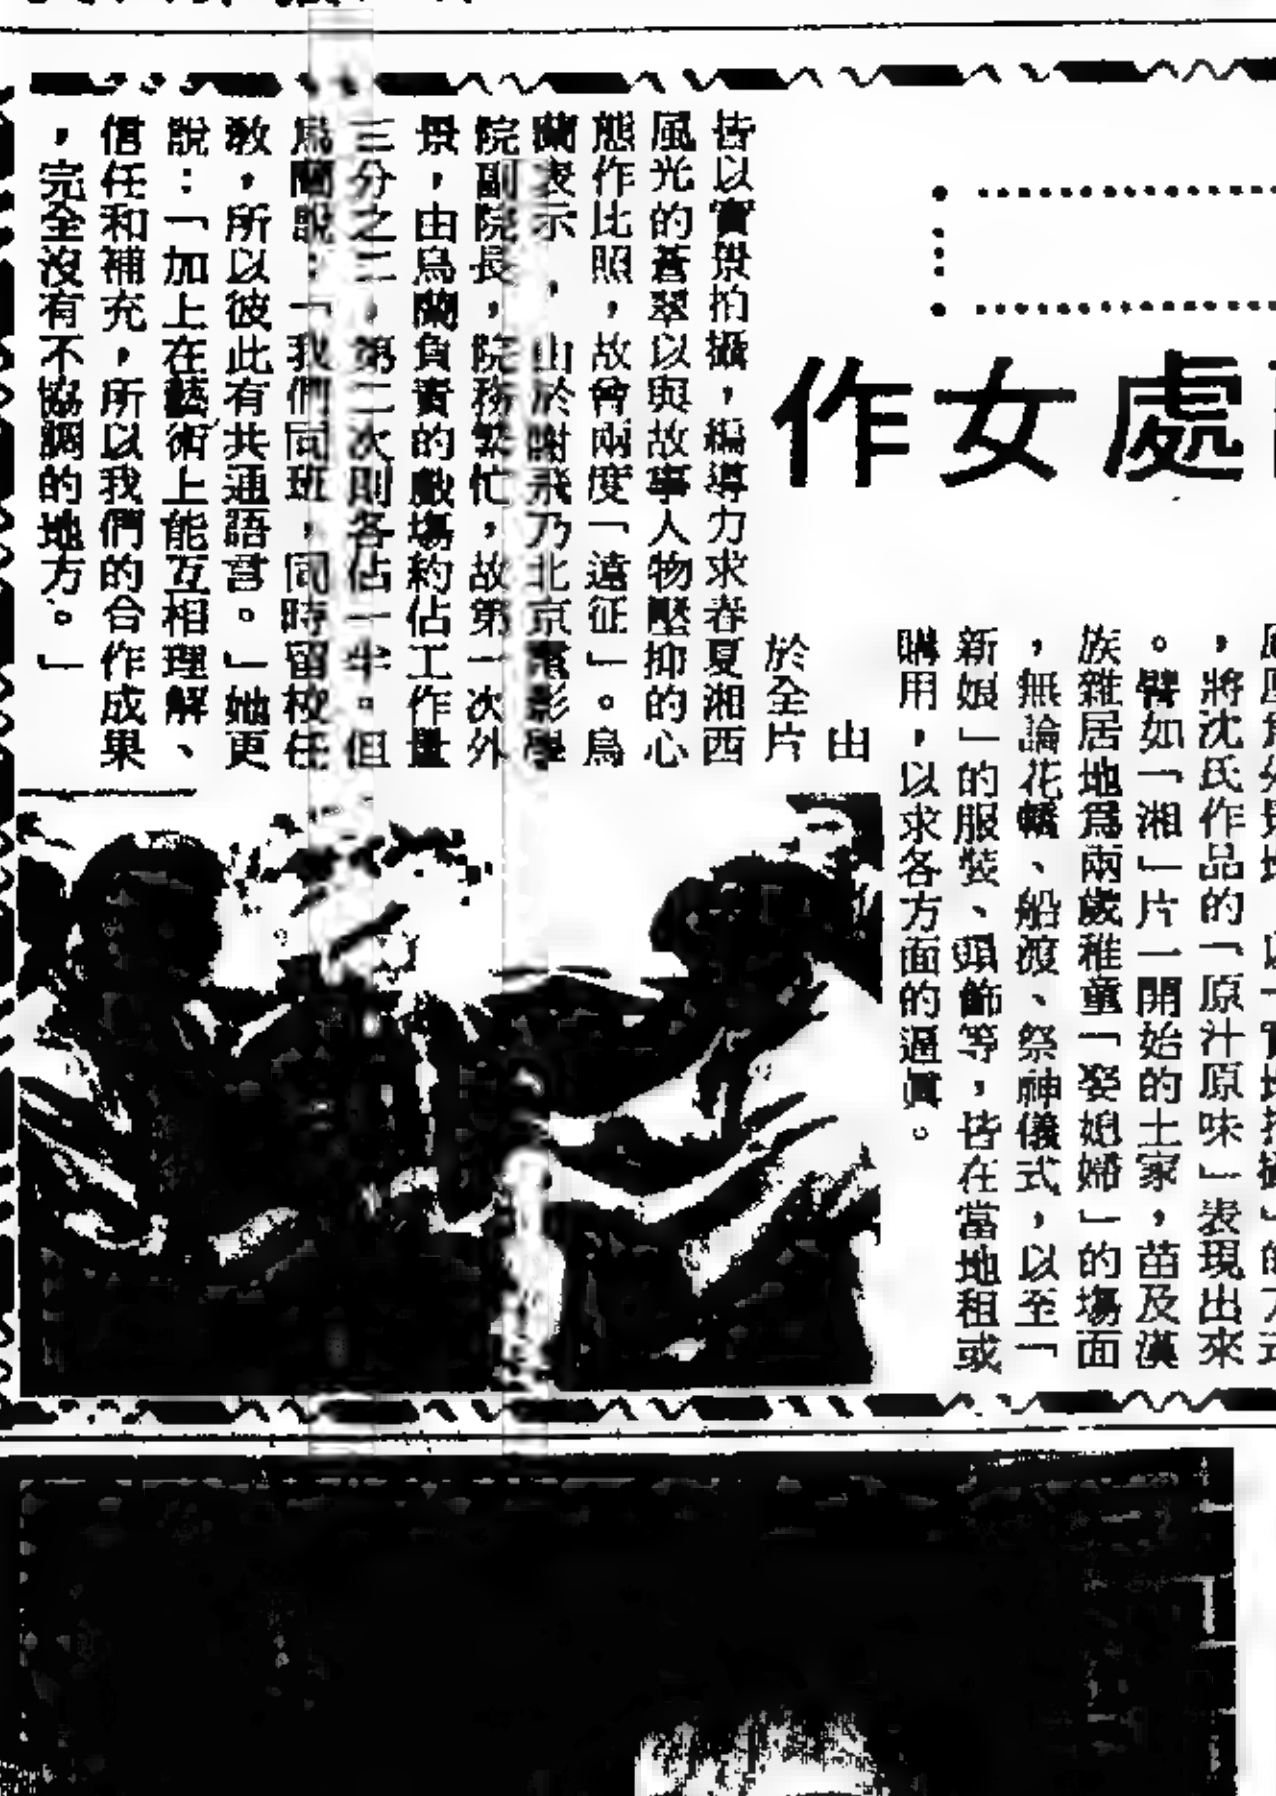 處女作
，將沈氏作品的「原汁原味」表現出來
。譬如「湘」片一開始的土家，苗及漢
族雜居地爲兩歲稚童「娶媳婦」的場面
，無論花轎、船渡、祭神儀式，以至「
新娘」的服裝、頭飾等，皆在當地租或
購用，以求各方面的逼眞。
由
於全片
皆以實景拍攝，編導力求春夏湘西
風光的蒼翠以與故事人物壓抑的心
態作比照，故曾兩度「遠征」。烏
蘭表示，由於謝飛乃北京電影學
院副院長，院務繁忙，故第一次外
景，由烏蘭負責的戲場約佔工作量
三分之二，第二次則各佔一半。但
烏蘭說：「我們同班，同時留校任
敎，所以彼此有共通語言。」她更
說：「加上在藝術上能互相理解、
信任和補充，所以我們的合作成果
，完全沒有不協調的地方。」